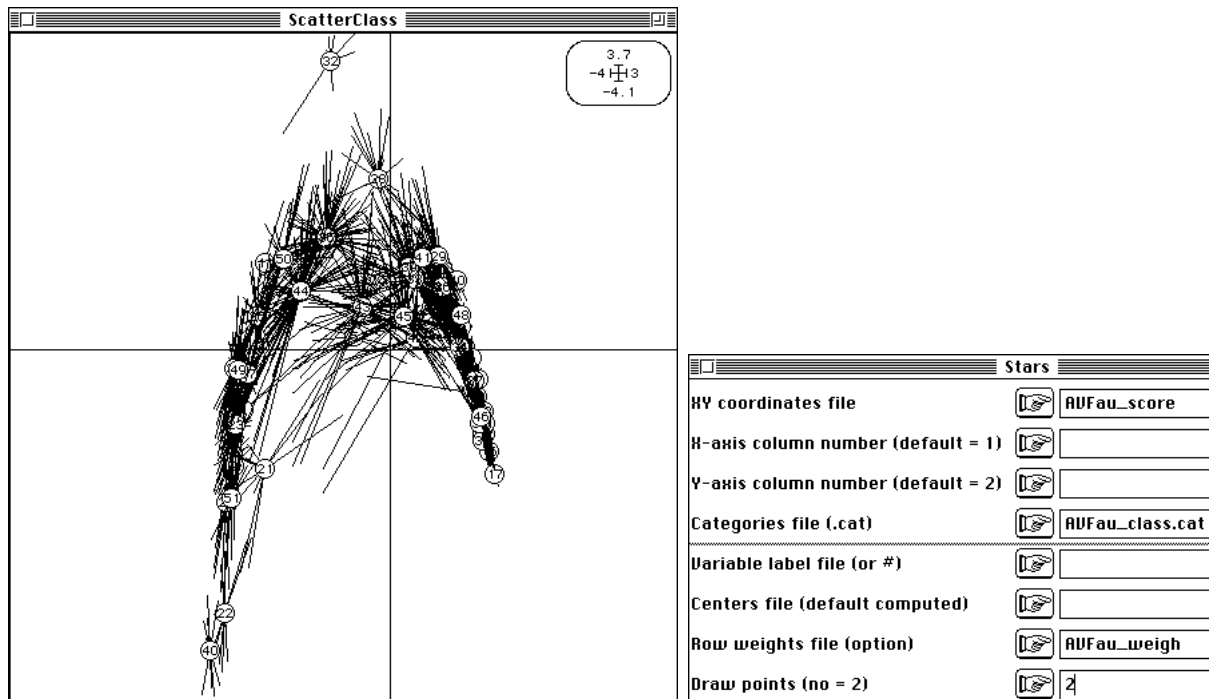 ScatterClass
3.7
-4 3
-4.1
32
41 29
50
44
45
48
49
46
21
17
51
22
40
Stars
XY coordinates file AVFau_score
X-axis column number (default = 1)
Y-axis column number (default = 2)
Categories file (.cat) AVFau_class.cat
Variable label file (or #)
Centers file (default computed)
Row weights file (option) AVFau_weigh
Draw points (no = 2) 2